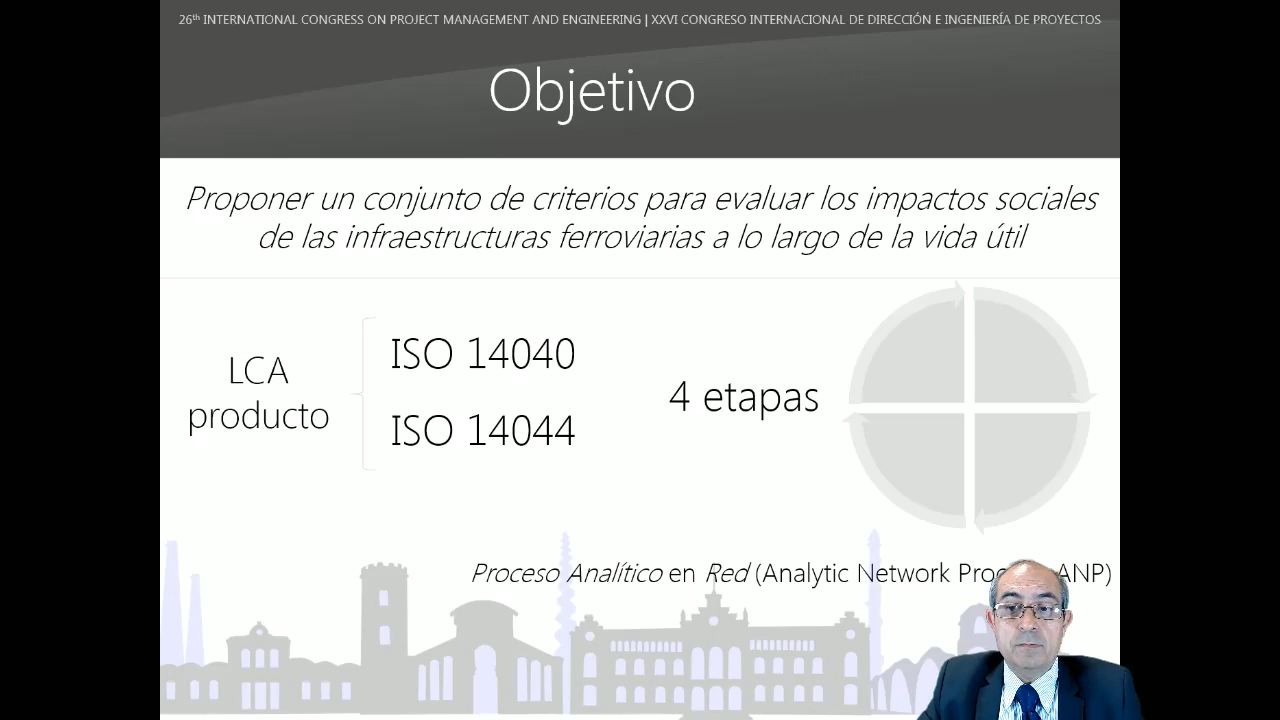 26th INTERNATIONAL CONGRESS ON PROJECT MANAGEMENT AND ENGINEERING | XXVI CONGRESO INTERNACIONAL DE DIRECCIÓN E INGENIERÍA DE PROYECTOS
Objetivo
Proponer un conjunto de criterios para evaluar los impactos sociales
de las infraestructuras ferroviarias a lo largo de la vida útil
LCA
producto
ISO 14040
ISO 14044
4 etapas
Proceso Analítico en Red (Analytic Network ANP)